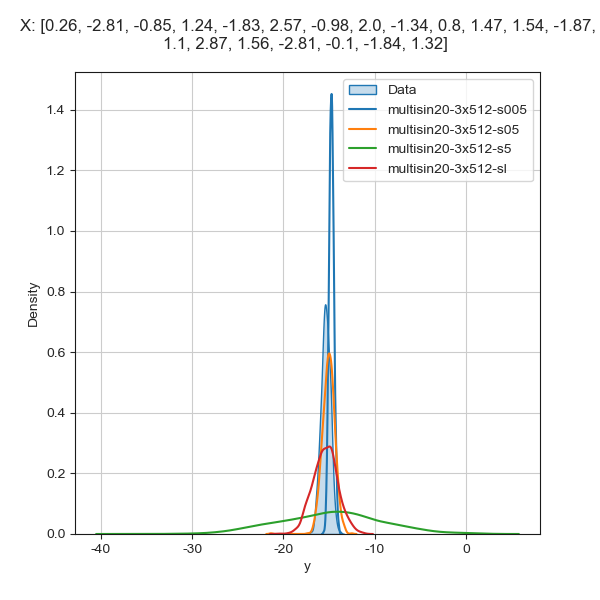 X: [0.26, -2.81, -0.85, 1.24, -1.83, 2.57, -0.98, 2.0, -1.34, 0.8, 1.47, 1.54, -1.87,
1.1, 2.87, 1.56, -2.81, -0.1, -1.84, 1.32]
Data
multisin20-3x512-s005
multisin20-3x512-s05
multisin20-3x512-s5
multisin20-3x512-sl
1.4
1.2
1.0
0.8
0.6
0.4
0.2
0.0
Density
-40
-30
-20
-10
0
y